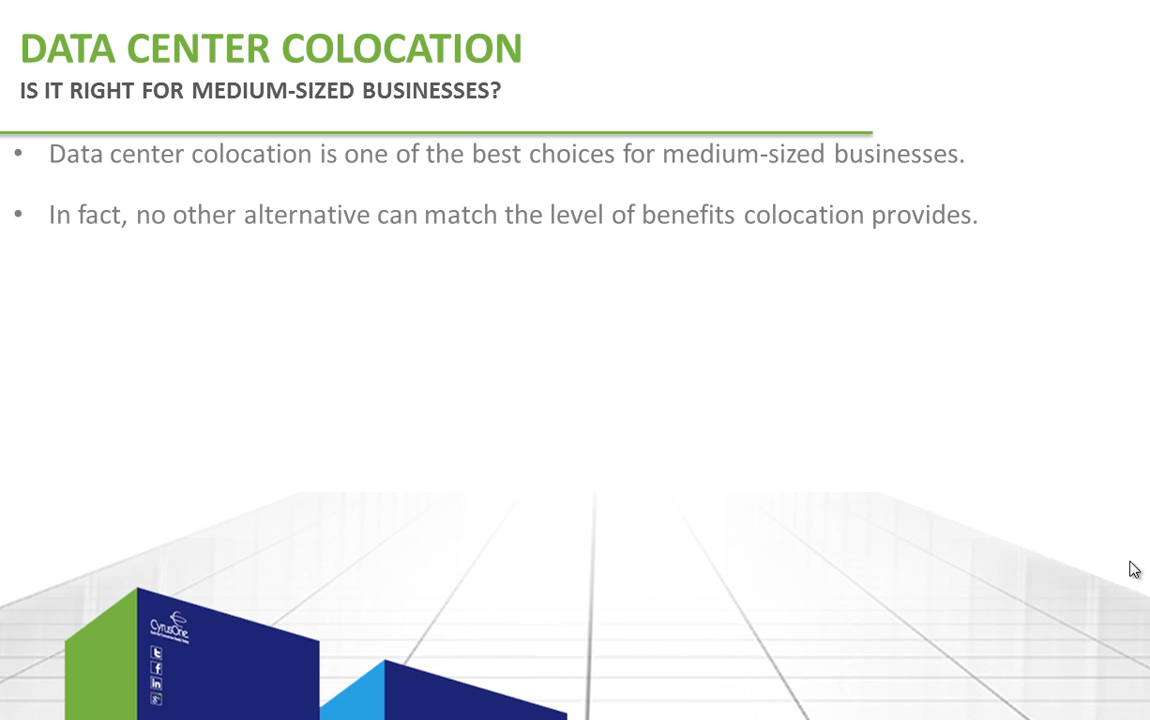 DATA CENTER COLOCATION
IS IT RIGHT FOR MEDIUM-SIZED BUSINESSES?
• Data center colocation is one of the best choices for medium-sized businesses.
• In fact, no other alternative can match the level of benefits colocation provides.
CyrusOne